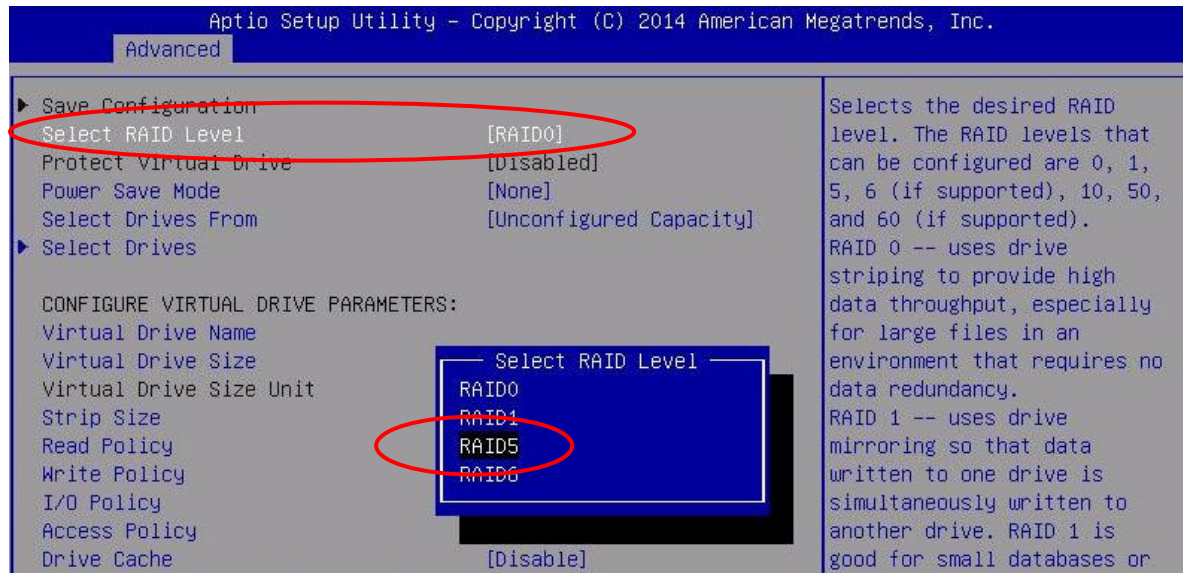 Aptio Setup Utility – Copyright (C) 2014 American Megatrends, Inc.
Advanced
Save Configuration
Select RAID Level [RAID0]
Protect Virtual Drive [Disabled]
Power Save Mode [None]
Select Drives From [Unconfigured Capacity]
Select Drives
CONFIGURE VIRTUAL DRIVE PARAMETERS:
Virtual Drive Name
Virtual Drive Size
Virtual Drive Size Unit
Strip Size
Read Policy
Write Policy
I/O Policy
Access Policy
Drive Cache [Disable]
Select RAID Level
RAID0
RAID1
RAID5
RAID6
Selects the desired RAID
level. The RAID levels that
can be configured are 0, 1,
5, 6 (if supported), 10, 50,
and 60 (if supported).
RAID 0 -- uses drive
striping to provide high
data throughput, especially
for large files in an
environment that requires no
data redundancy.
RAID 1 -- uses drive
mirroring so that data
written to one drive is
simultaneously written to
another drive. RAID 1 is
good for small databases or